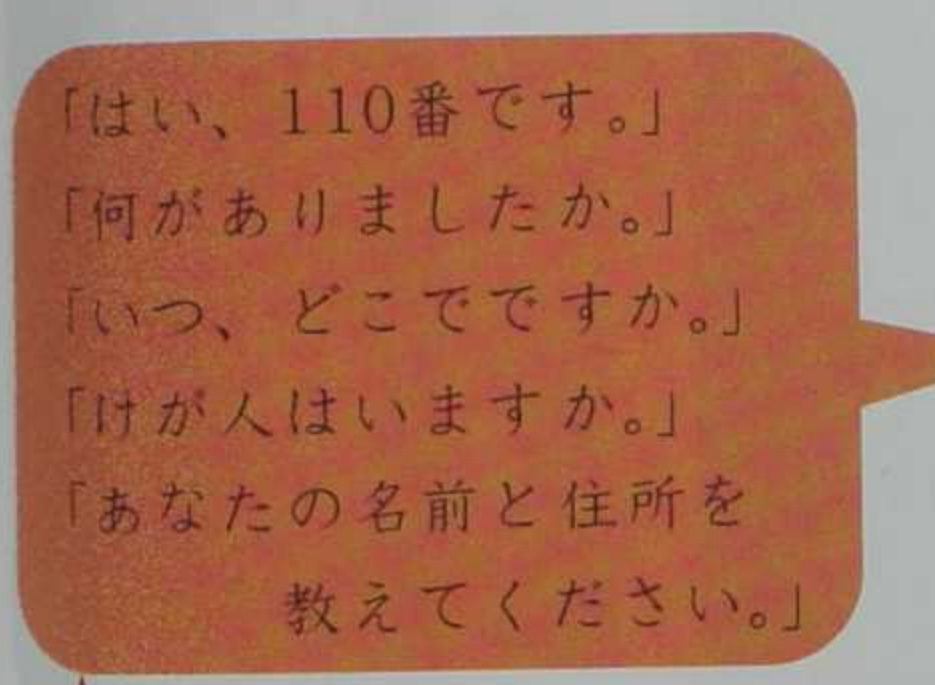 「はい、110番です。」
「何がありましたか。」
「いつ、どこでですか。」
「けが人はいますか。」
「あなたの名前と住所を
教えてください。」